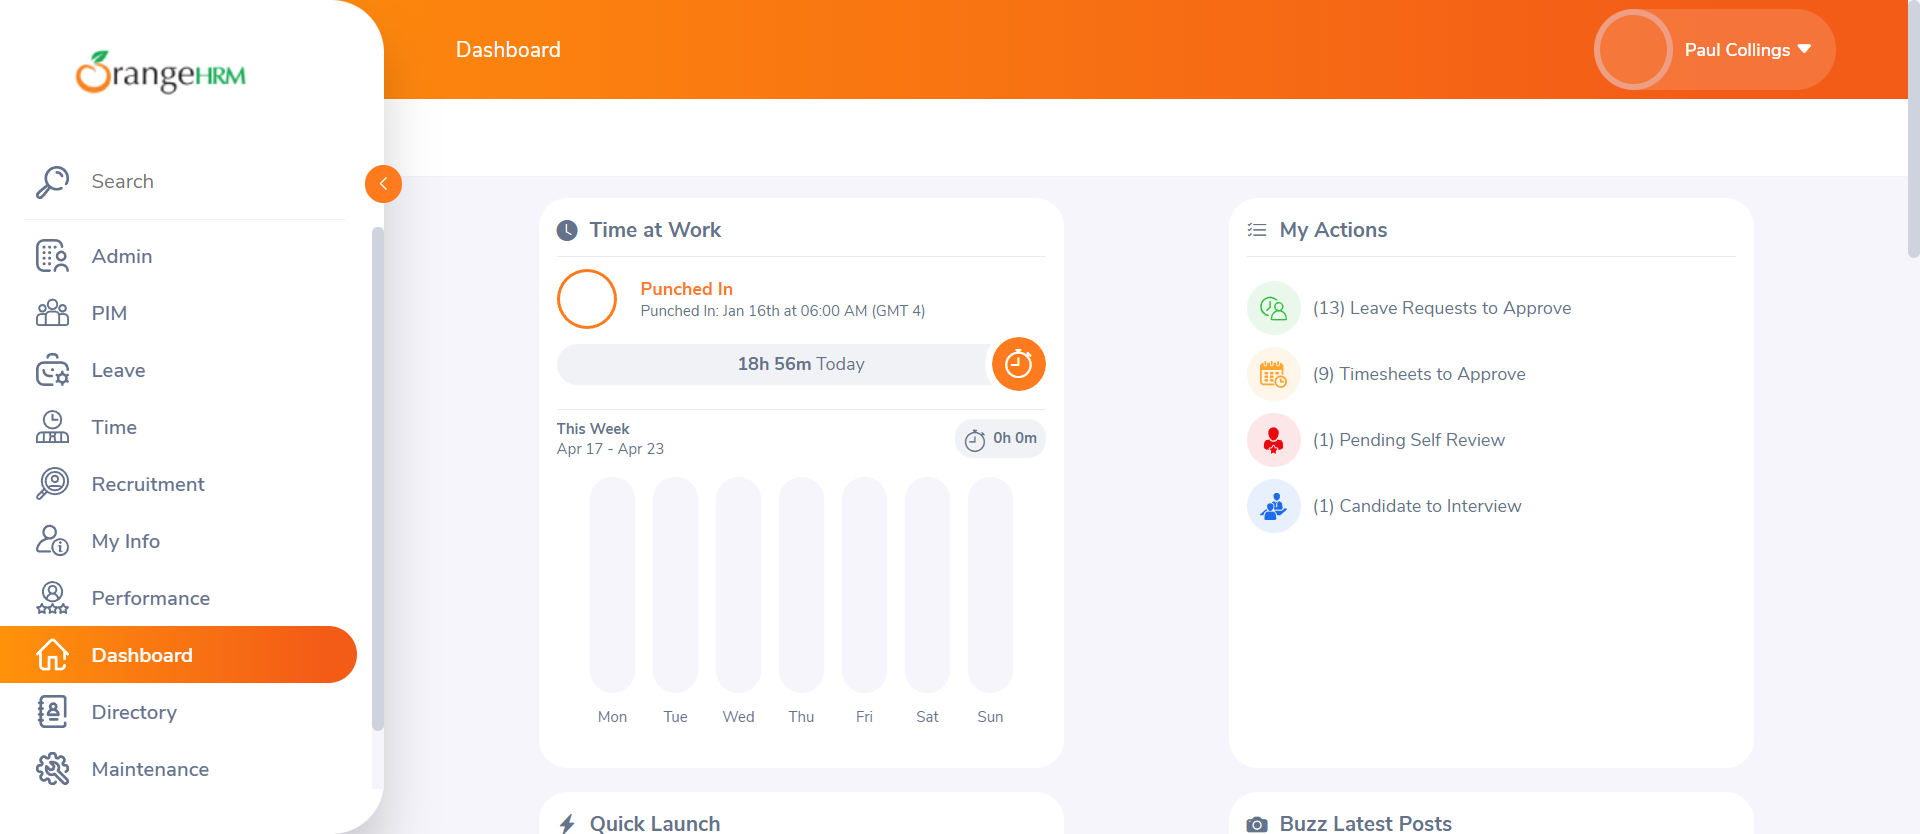 OrangeHRM
Search
Admin
PIM
Leave
Time
Recruitment
My Info
Performance
Dashboard
Directory
Maintenance
Dashboard
Paul Collings
Time at Work
Punched In
Punched In: Jan 16th at 06:00 AM (GMT 4)
18h 56m Today
This Week
Apr 17 - Apr 23
0h 0m
Mon Tue Wed Thu Fri Sat Sun
My Actions
(13) Leave Requests to Approve
(9) Timesheets to Approve
(1) Pending Self Review
(1) Candidate to Interview
Quick Launch
Buzz Latest Posts